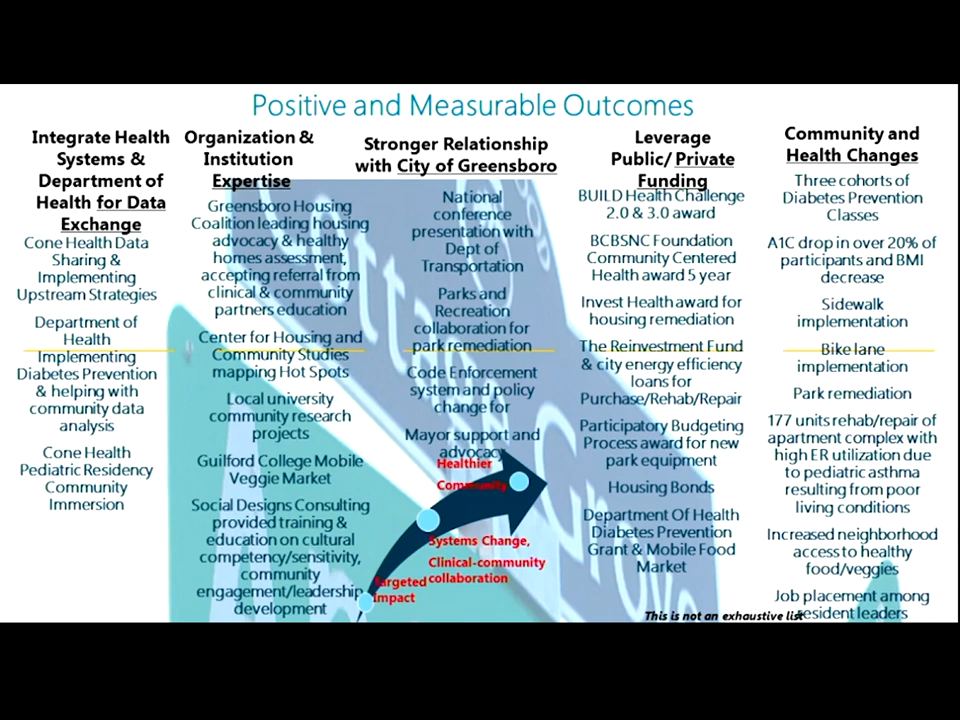 Positive and Measurable Outcomes
Integrate Health
Systems &
Department of
Health for Data
Exchange
Cone Health Data
Sharing &
Implementing
Upstream Strategies
Department of
Health
Implementing
Diabetes Prevention
& helping with
community data
analysis
Cone Health
Pediatric Residency
Community
Immersion
Organization &
Institution
Expertise
Greensboro Housing
Coalition leading housing
advocacy & healthy
homes assessment,
accepting referral from
clinical & community
partners education
Center for Housing and
Community Studies
mapping Hot Spots
Local university
community research
projects
Guilford College Mobile
Veggie Market
Social Designs Consulting
provided training &
education on cultural
competency/sensitivity,
community
engagement/leadership
development
Stronger Relationship
with City of Greensboro
National
conference
presentation with
Dept of
Transportation
Parks and
Recreation
collaboration for
park remediation
Code Enforcement
system and policy
change for
Mayor support and
advocacy
Healthier
Community
Systems Change,
Clinical-community
collaboration
Targeted
Impact
Leverage
Public/ Private
Funding
BUILD Health Challenge
2.0 & 3.0 award
BCBSNC Foundation
Community Centered
Health award 5 year
Invest Health award for
housing remediation
The Reinvestment Fund
& city energy efficiency
loans for
Purchase/Rehab/Repair
Participatory Budgeting
Process award for new
park equipment
Housing Bonds
Department Of Health
Diabetes Prevention
Grant & Mobile Food
Market
Community and
Health Changes
Three cohorts of
Diabetes Prevention
Classes
A1C drop in over 20% of
participants and BMI
decrease
Sidewalk
implementation
Bike lane
implementation
Park remediation
177 units rehab/repair of
apartment complex with
high ER utilization due
to pediatric asthma
resulting from poor
living conditions
Increased neighborhood
access to healthy
food/veggies
Job placement among
resident leaders
This is not an exhaustive list